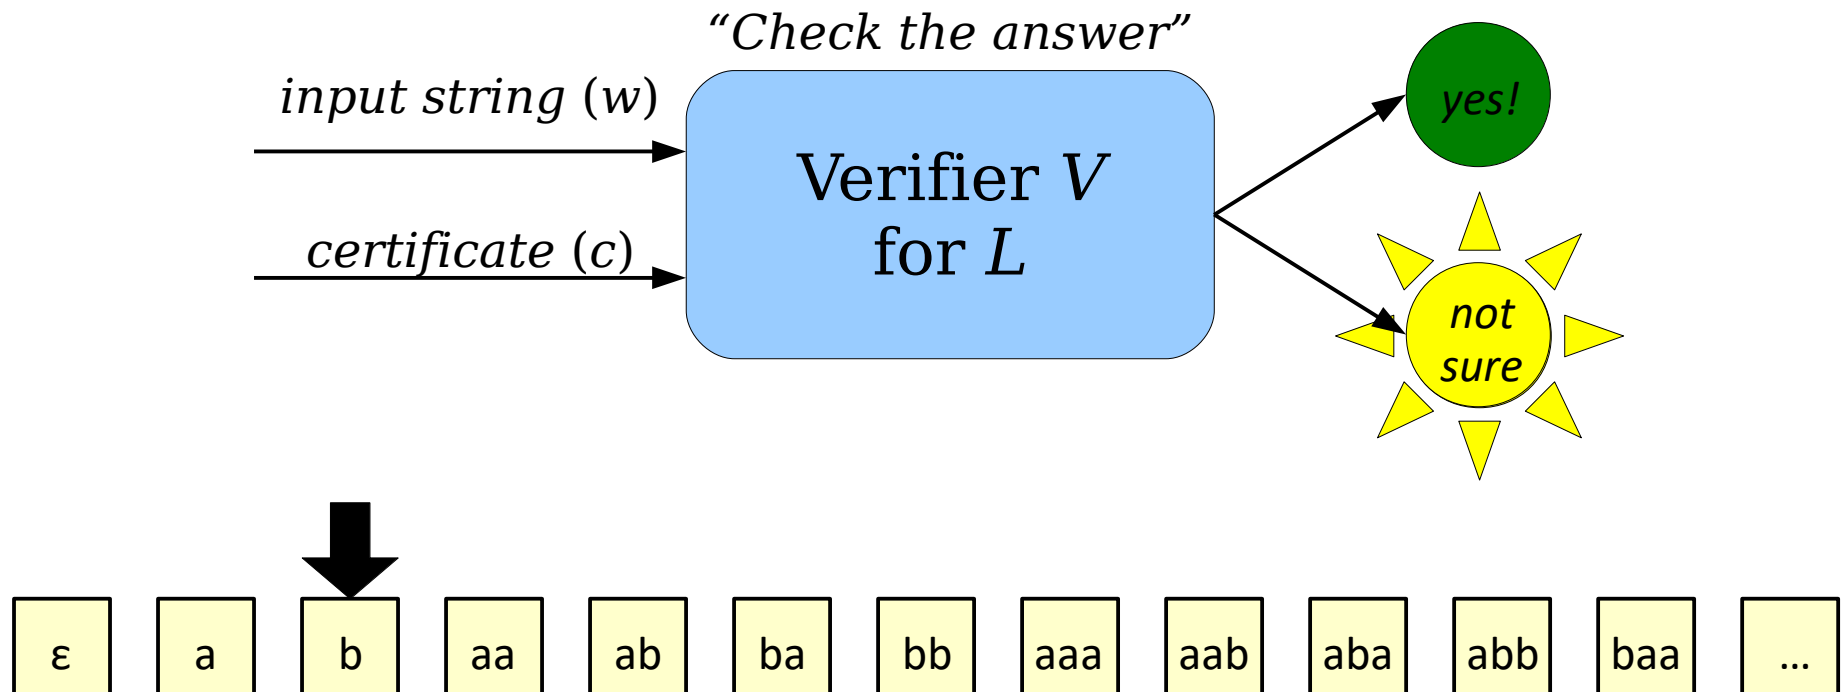 “Check the answer”
input string (w)
certificate (c)
Verifier V
for L
yes!
not
sure
ε a b aa ab ba bb aaa aab aba abb baa ...